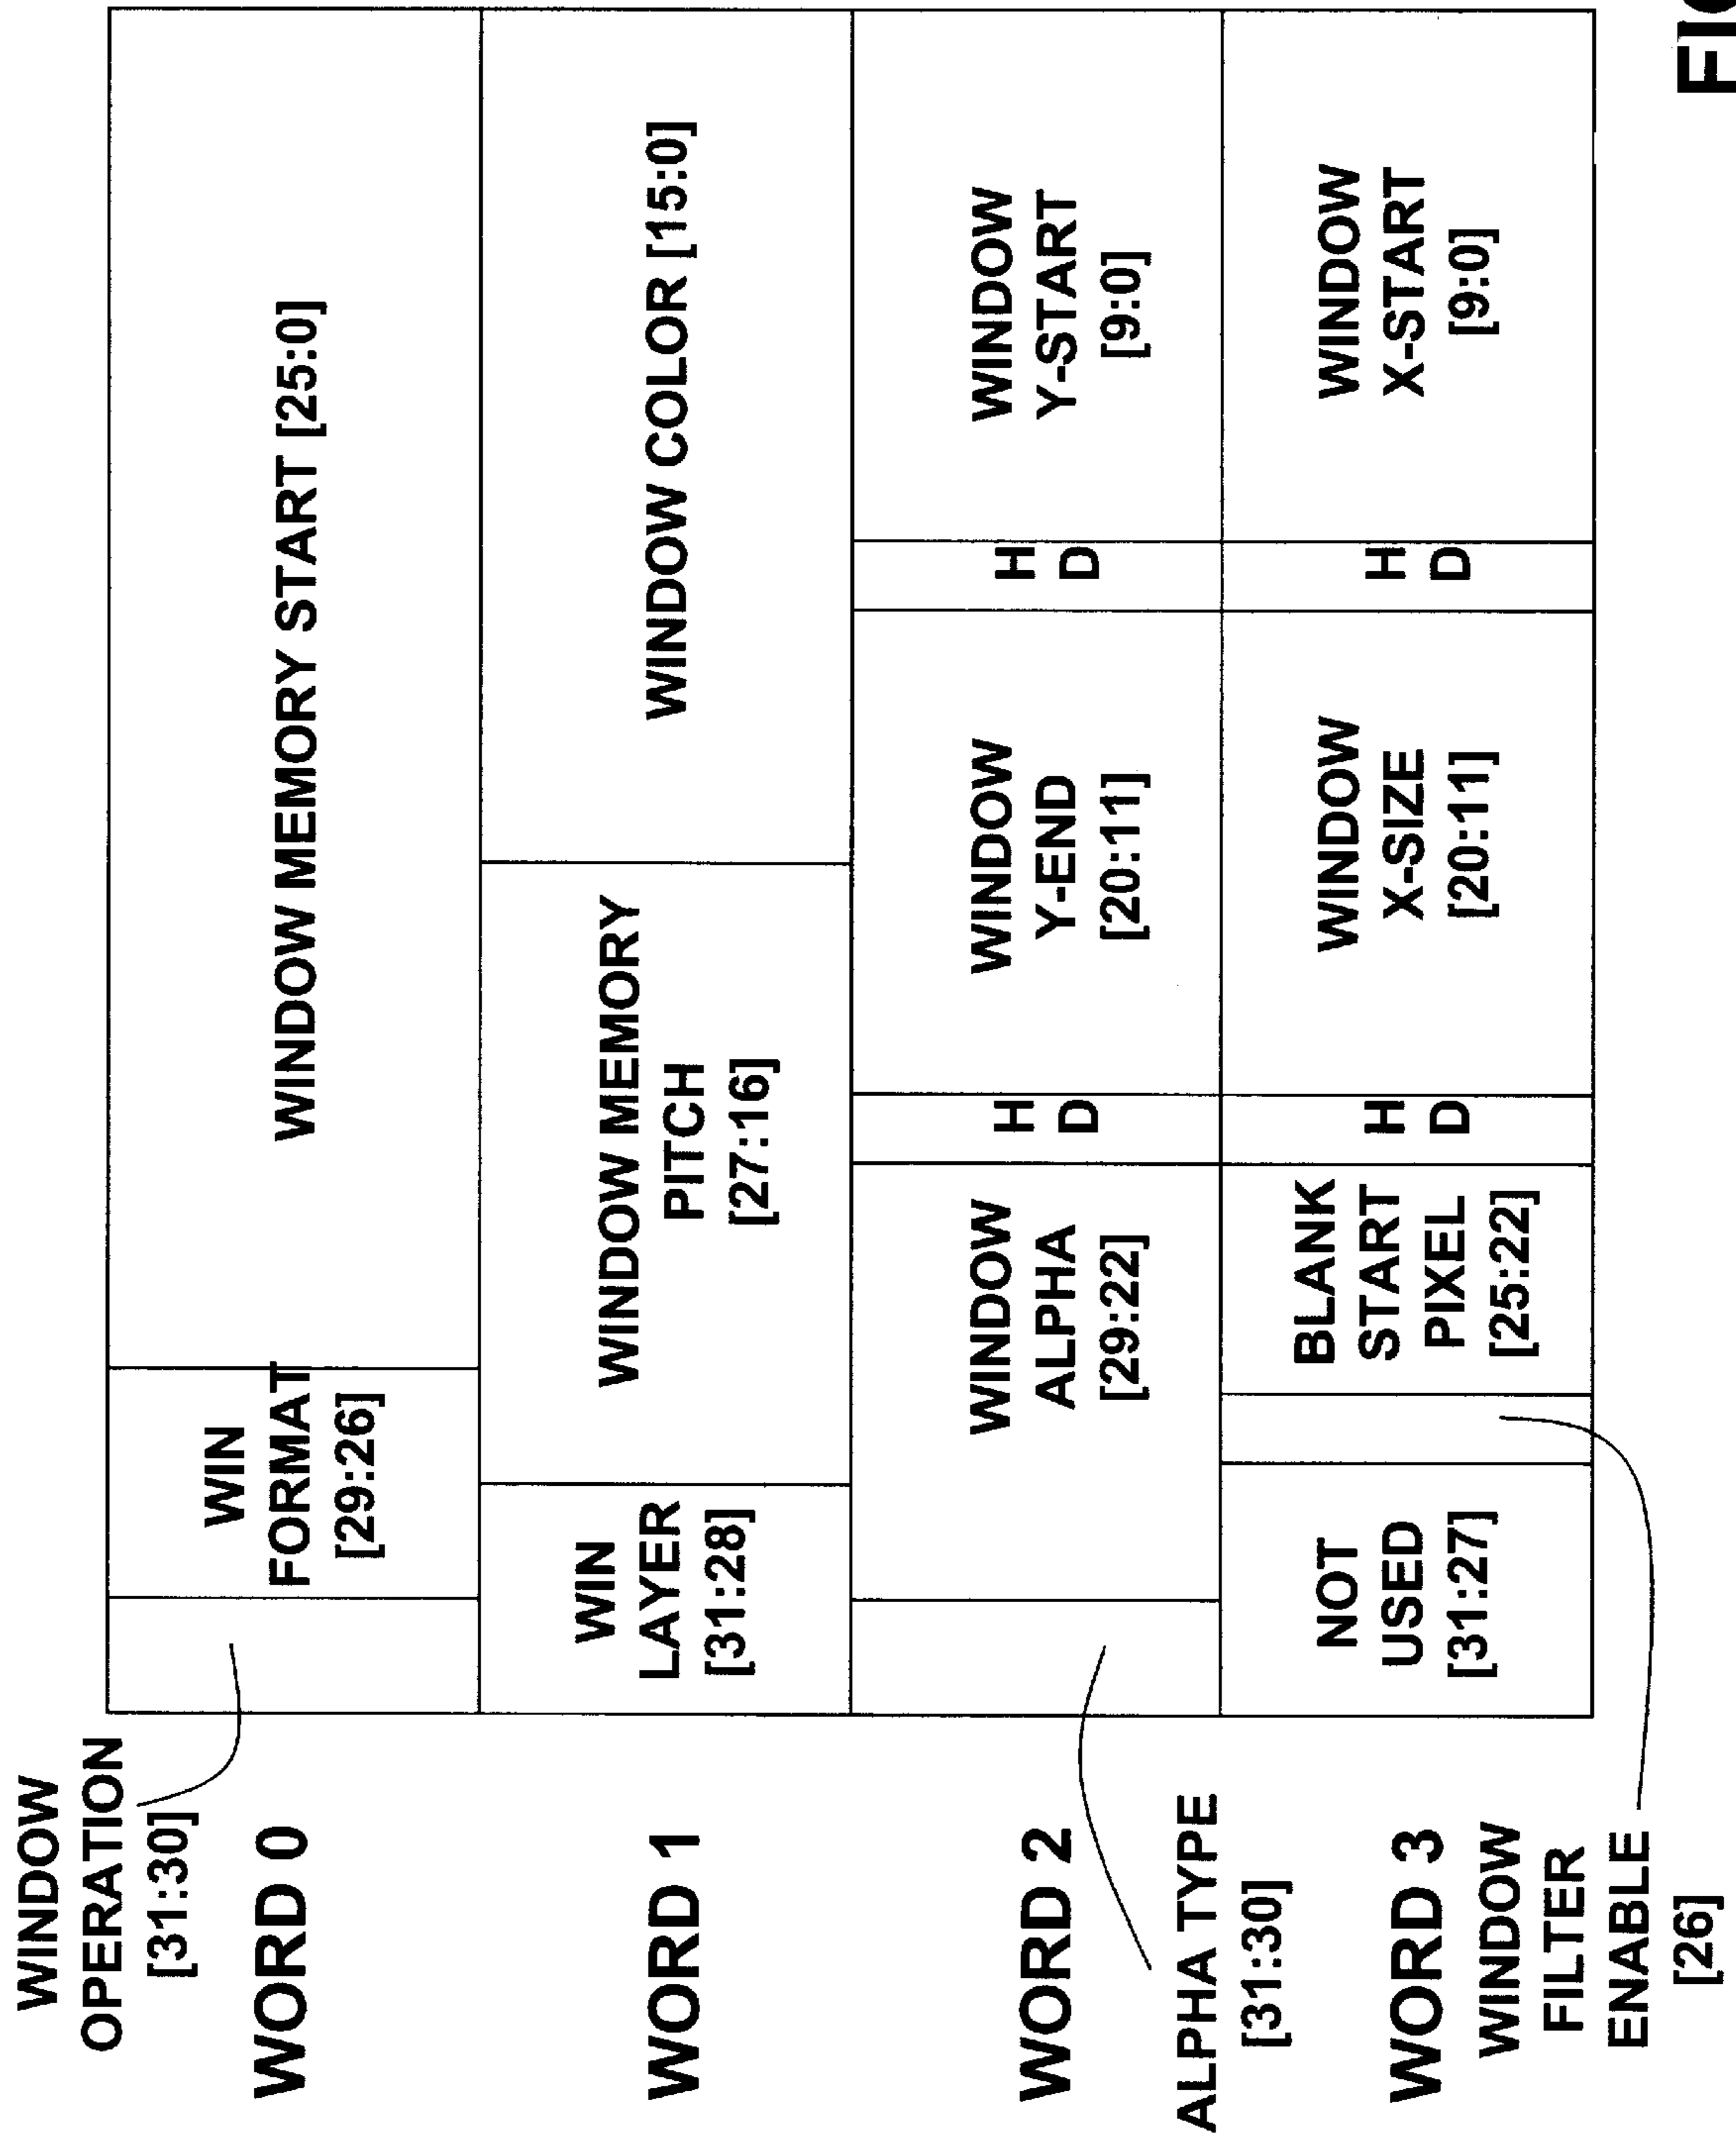 WINDOW
OPERATION
[31:30]
WORD 0
WIN
FORMAT
[29:26]
WINDOW MEMORY START [25:0]
WORD 1
WIN
LAYER
[31:28]
WINDOW MEMORY
PITCH
[27:16]
WINDOW COLOR [15:0]
WORD 2
WINDOW
ALPHA
[29:22]
H
D
WINDOW
Y-END
[20:11]
H
D
WINDOW
Y-START
[9:0]
ALPHA TYPE
[31:30]
WORD 3
NOT
USED
[31:27]
BLANK
START
PIXEL
[25:22]
H
D
WINDOW
X-SIZE
[20:11]
H
D
WINDOW
X-START
[9:0]
WINDOW
FILTER
ENABLE
[26]